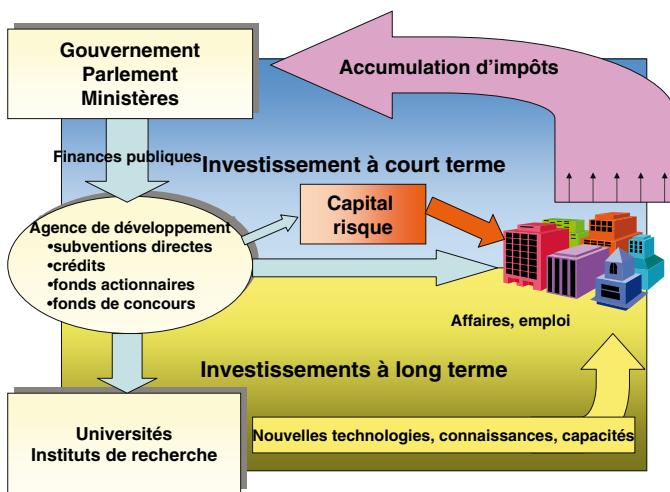 Gouvernement
Parlement
Ministères
Accumulation d'impôts
Finances publiques
Investissement à court terme
Capital
risque
Agence de développement
•subventions directes
•crédits
•fonds actionnaires
•fonds de concours
Affaires, emploi
Investissements à long terme
Universités
Instituts de recherche
Nouvelles technologies, connaissances, capacités